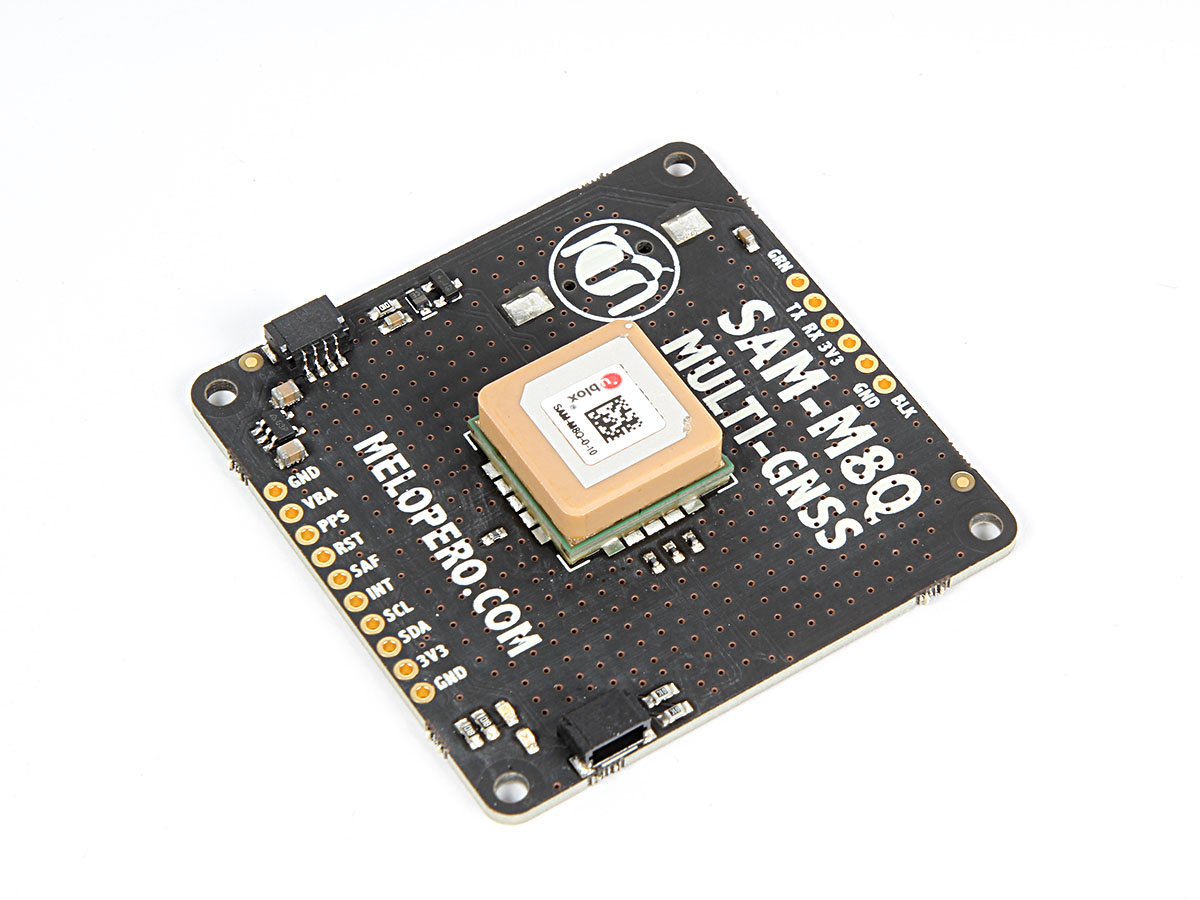 GRN
TX
RX
3V3
GND
BLK
SAM-M8Q
MULTI-GNSS
ublox
SAM-M8Q-0-10
MELOPERO.COM
GND
VBA
PPS
RST
SAF
INT
SCL
SDA
3V3
GND